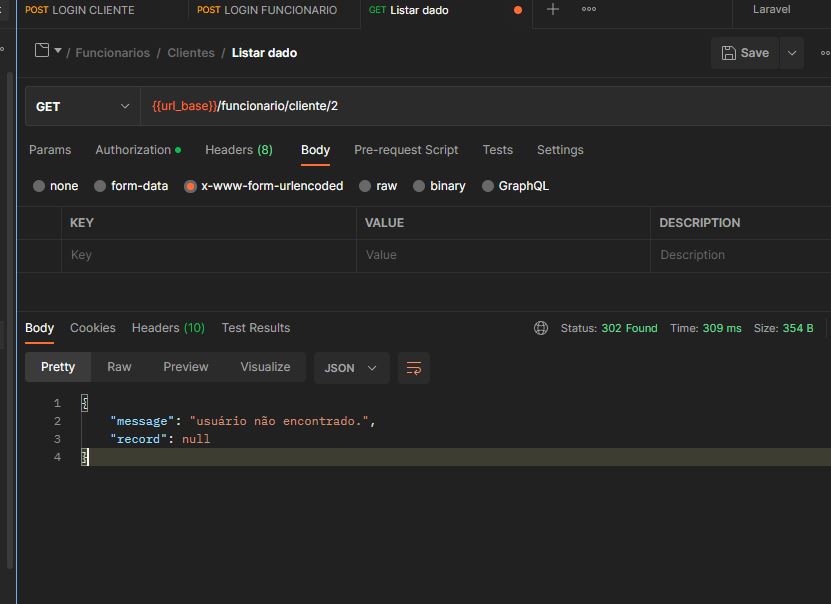 POST LOGIN CLIENTE
POST LOGIN FUNCIONARIO
GET Listar dado
Laravel
/ Funcionarios / Clientes / Listar dado
Save
GET
{{url_base}}/funcionario/cliente/2
Params Authorization Headers (8) Body Pre-request Script Tests Settings
none form-data x-www-form-urlencoded raw binary GraphQL
KEY VALUE DESCRIPTION
Key Value Description
Body Cookies Headers (10) Test Results
Status: 302 Found Time: 309 ms Size: 354 B
Pretty Raw Preview Visualize JSON
1 {
2 "message": "usuário não encontrado.",
3 "record": null
4 }